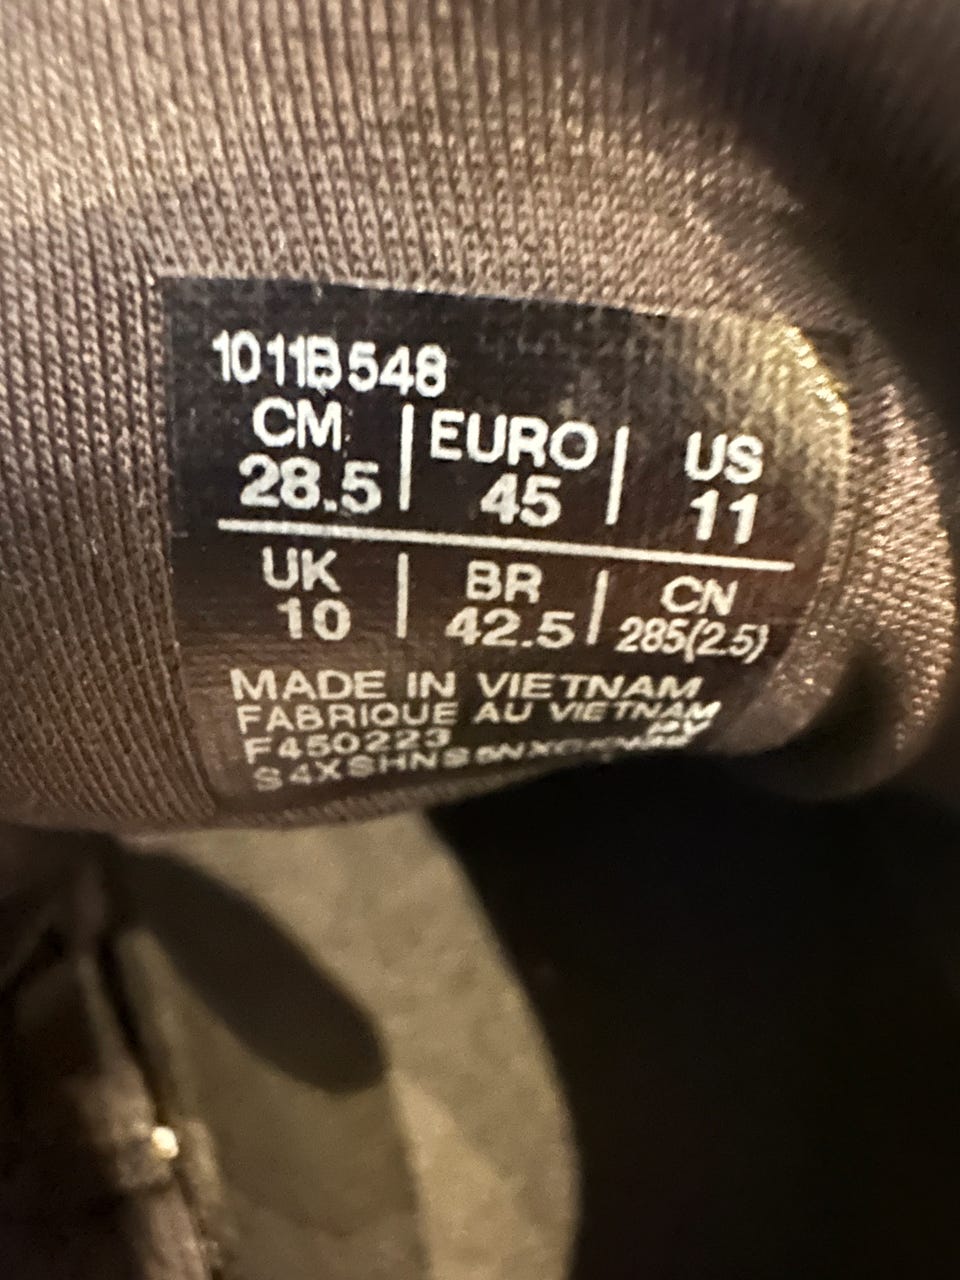 1011B548
CM | EURO | US
28.5 | 45 | 11
UK | BR | CN
10 | 42.5 | 285(2.5)
MADE IN VIETNAM
FABRIQUE AU VIETNAM
F450223